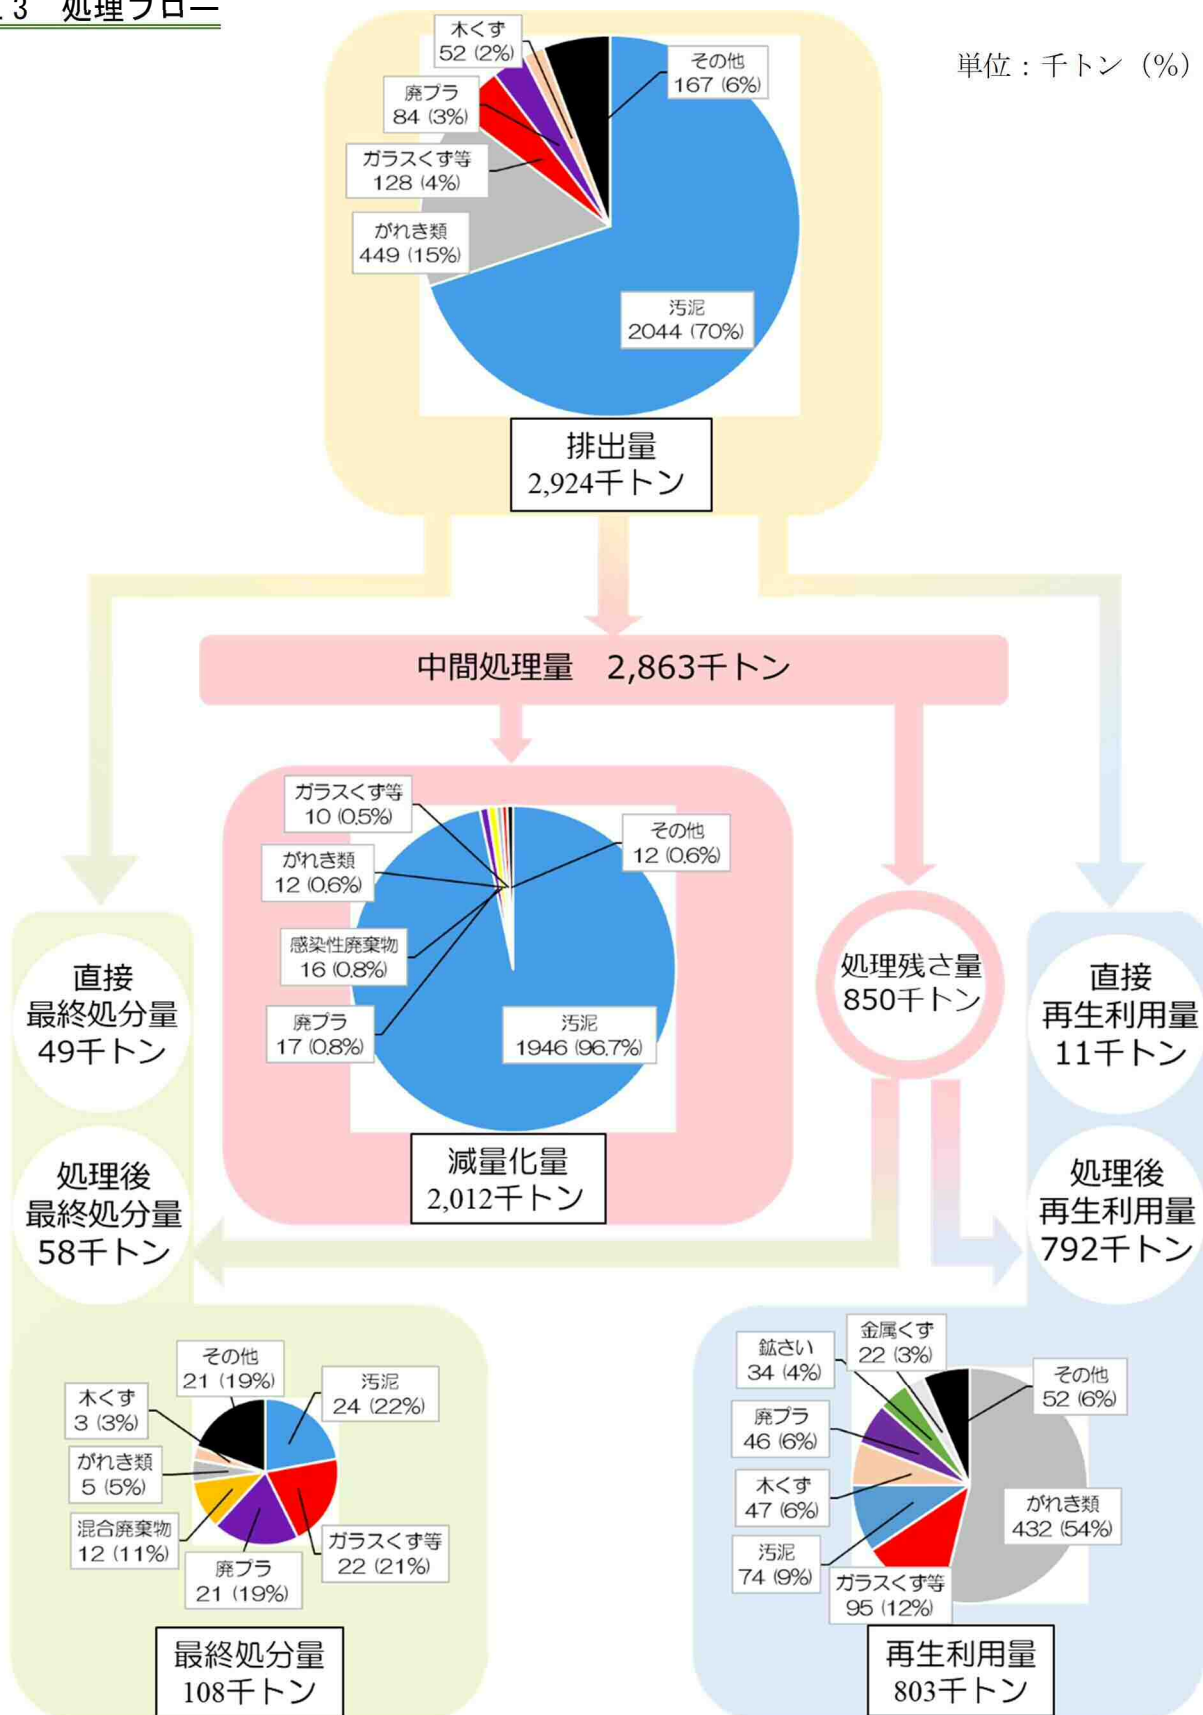 3 処理フロー
単位：千トン（％）
木くず
52 (2%)
その他
167 (6%)
廃プラ
84 (3%)
ガラスくず等
128 (4%)
がれき類
449 (15%)
汚泥
2044 (70%)
排出量
2,924千トン
中間処理量　2,863千トン
ガラスくず等
10 (0.5%)
その他
12 (0.6%)
がれき類
12 (0.6%)
感染性廃棄物
16 (0.8%)
廃プラ
17 (0.8%)
汚泥
1946 (96.7%)
減量化量
2,012千トン
処理残さ量
850千トン
直接
最終処分量
49千トン
処理後
最終処分量
58千トン
直接
再生利用量
11千トン
処理後
再生利用量
792千トン
その他
21 (19%)
汚泥
24 (22%)
木くず
3 (3%)
がれき類
5 (5%)
混合廃棄物
12 (11%)
廃プラ
21 (19%)
ガラスくず等
22 (21%)
最終処分量
108千トン
金属くず
22 (3%)
鉱さい
34 (4%)
その他
52 (6%)
廃プラ
46 (6%)
木くず
47 (6%)
がれき類
432 (54%)
汚泥
74 (9%)
ガラスくず等
95 (12%)
再生利用量
803千トン